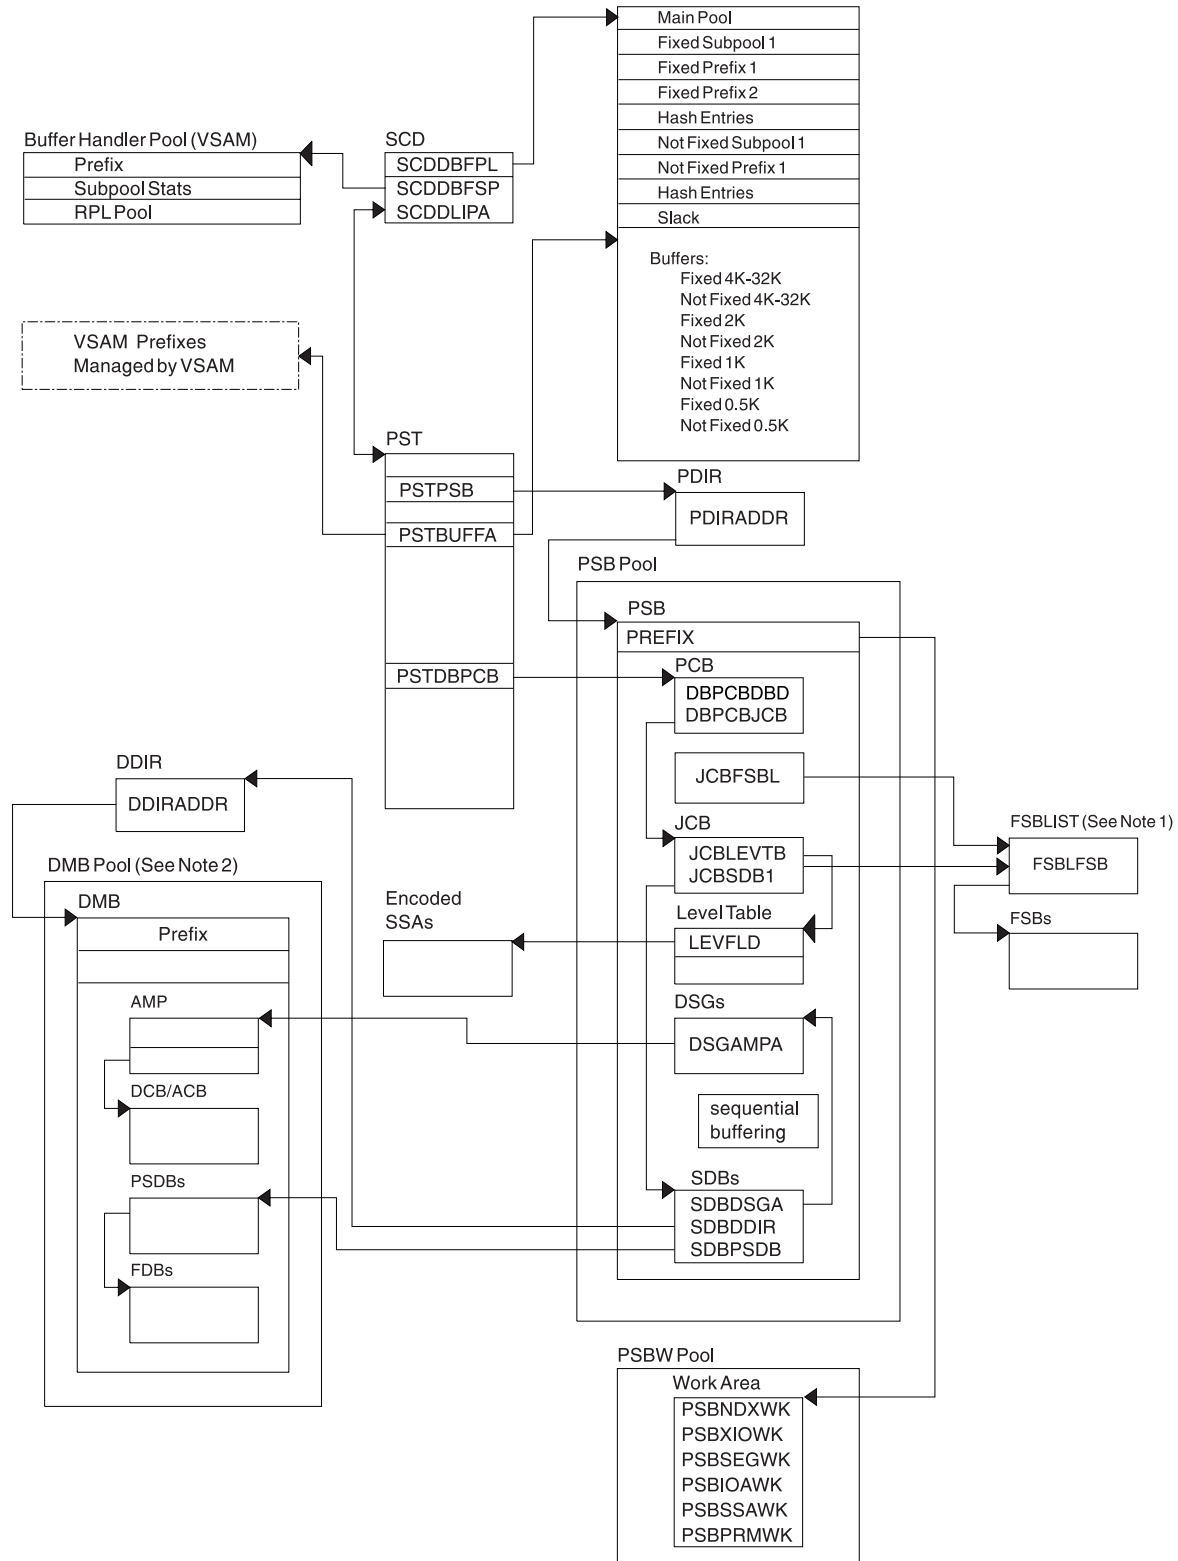 Main Pool
Fixed Subpool 1
Fixed Prefix 1
Fixed Prefix 2
Hash Entries
Not Fixed Subpool 1
Not Fixed Prefix 1
Hash Entries
Slack
Buffers:
Fixed 4K-32K
Not Fixed 4K-32K
Fixed 2K
Not Fixed 2K
Fixed 1K
Not Fixed 1K
Fixed 0.5K
Not Fixed 0.5K
Buffer Handler Pool (VSAM)
Prefix
Subpool Stats
RPL Pool
SCD
SCDDBFPL
SCDDBFSP
SCDDLIPA
VSAM Prefixes
Managed by VSAM
PST
PSTPSB
PSTBUFFA
PSTDBPCB
PDIR
PDIRADDR
PSB Pool
PSB
PREFIX
PCB
DBPCBDBD
DBPCBJCB
JCBFSBL
JCB
JCBLEVTB
JCBSDB1
Level Table
LEVFLD
DSGs
DSGAMPA
sequential
buffering
SDBs
SDBDSGA
SDBDDIR
SDBPSDB
FSBLIST (See Note 1)
FSBLFSB
FSBs
DDIR
DDIRADDR
DMB Pool (See Note 2)
DMB
Prefix
AMP
DCB/ACB
PSDBs
FDBs
Encoded
SSAs
PSBW Pool
Work Area
PSBNDXWK
PSBXIOWK
PSBSEGWK
PSBIOAWK
PSBSSAWK
PSBPRMWK